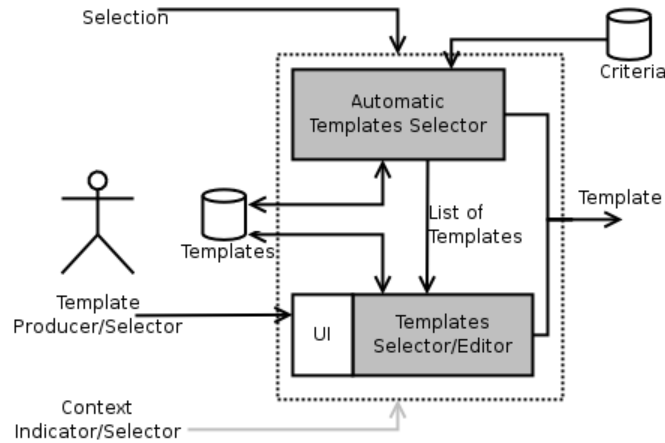 Selection
Criteria
Automatic
Templates Selector
Template
List of
Templates
Templates
Template
Producer/Selector
UI
Templates
Selector/Editor
Context
Indicator/Selector